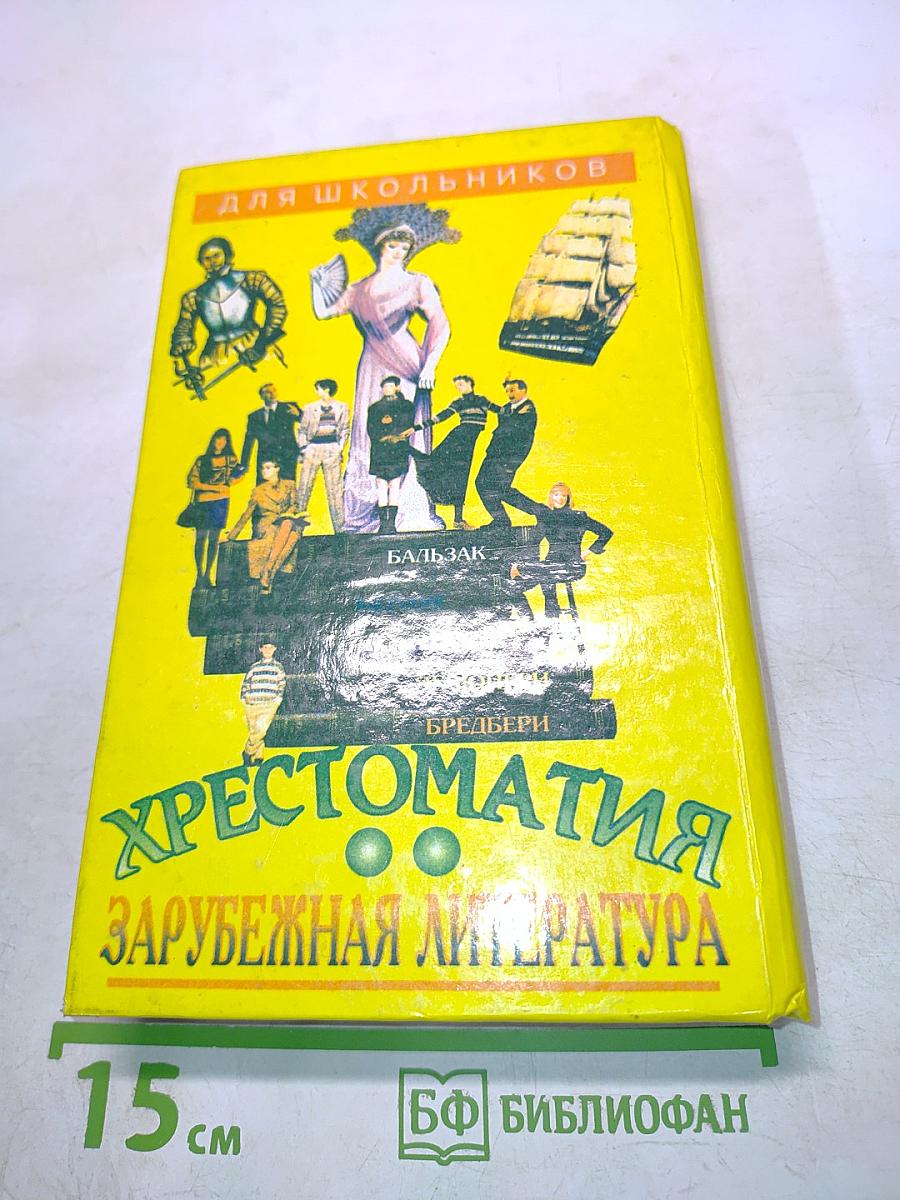 ДЛЯ ШКОЛЬНИКОВ
БАЛЬЗАК
БРЕДБЕРИ
ХРЕСТОМАТИЯ
ЗАРУБЕЖНАЯ ЛИТЕРАТУРА
15 см
БФ БИБЛИОФАН